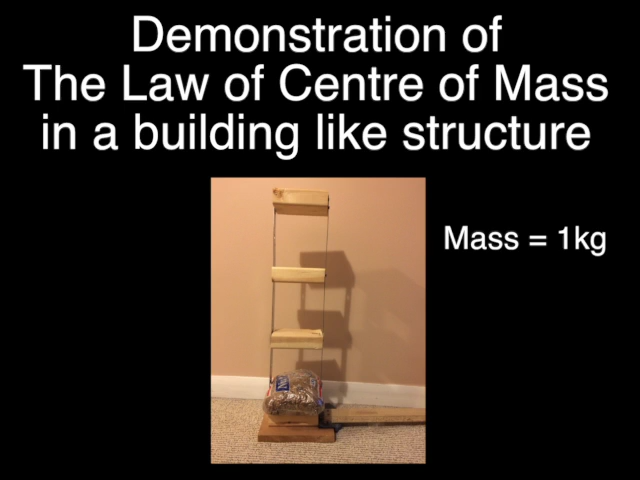 Demonstration of
The Law of Centre of Mass
in a building like structure
Mass = 1kg